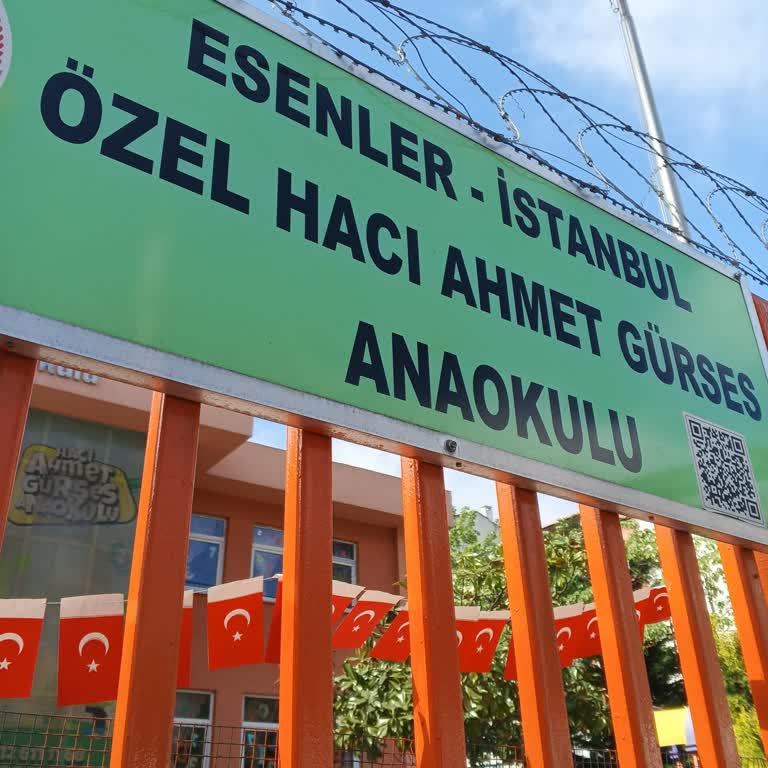 ESENLER - İSTANBUL
ÖZEL HACI AHMET GÜRSES
ANAOKULU
HACI
AHMET
GÜRSES
ANAOKULU